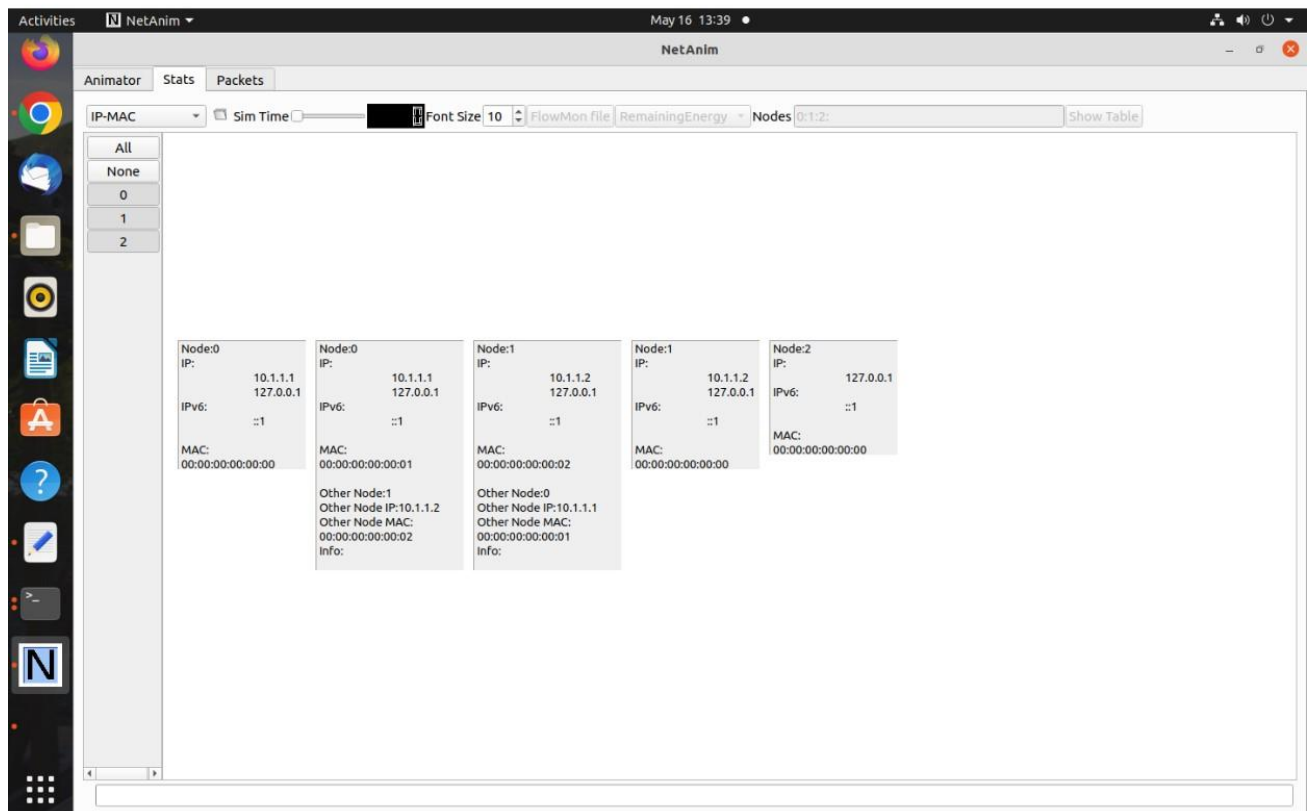 Activities NetAnim May 16 13:39
NetAnim
Animator Stats Packets
IP-MAC Sim Time 0 Font Size 10 FlowMon file RemainingEnergy Nodes 0:1:2: Show Table
All
None
0
1
2
Node:0
IP:
10.1.1.1
127.0.0.1
IPv6:
::1
MAC:
00:00:00:00:00:00
Node:0
IP:
10.1.1.1
127.0.0.1
IPv6:
::1
MAC:
00:00:00:00:00:01
Other Node:1
Other Node IP:10.1.1.2
Other Node MAC:
00:00:00:00:00:02
Info:
Node:1
IP:
10.1.1.2
127.0.0.1
IPv6:
::1
MAC:
00:00:00:00:00:02
Other Node:0
Other Node IP:10.1.1.1
Other Node MAC:
00:00:00:00:00:01
Info:
Node:1
IP:
10.1.1.2
127.0.0.1
IPv6:
::1
MAC:
00:00:00:00:00:00
Node:2
IP:
127.0.0.1
IPv6:
::1
MAC:
00:00:00:00:00:00